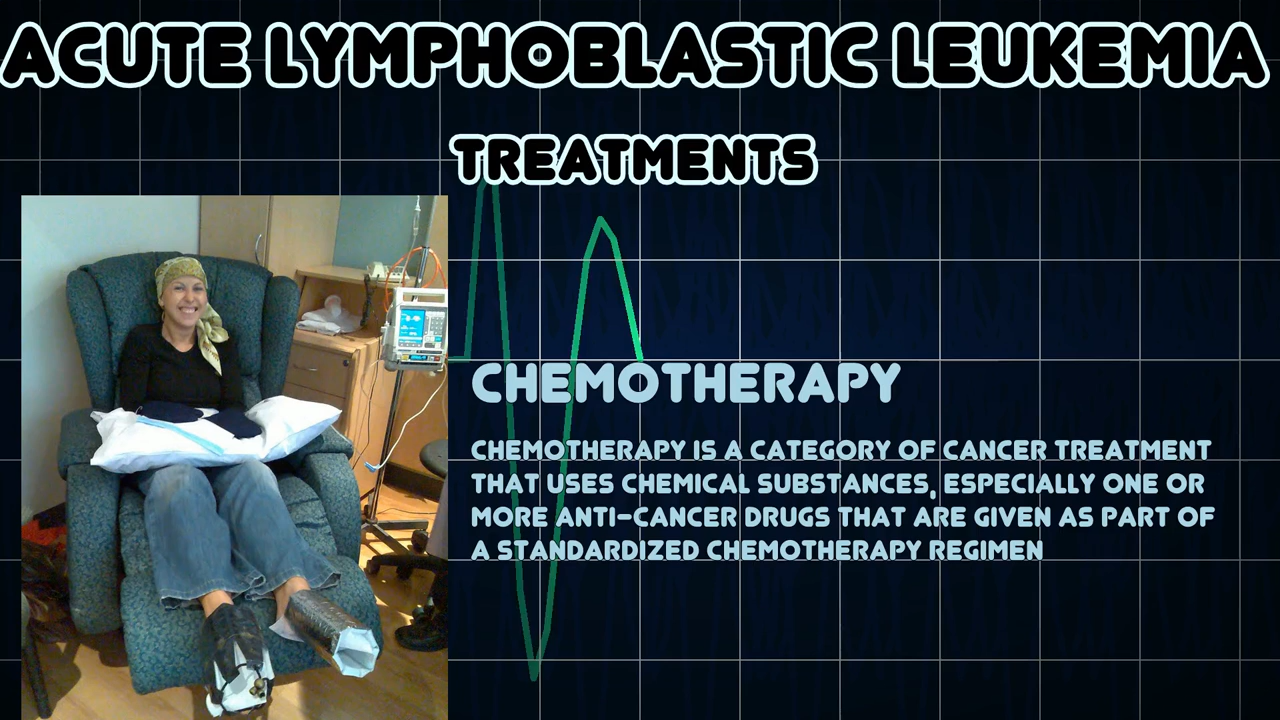 ACUTE LYMPHOBLASTIC LEUKEMIA
TREATMENTS
CHEMOTHERAPY
CHEMOTHERAPY IS A CATEGORY OF CANCER TREATMENT
THAT USES CHEMICAL SUBSTANCES, ESPECIALLY ONE OR
MORE ANTI-CANCER DRUGS THAT ARE GIVEN AS PART OF
A STANDARDIZED CHEMOTHERAPY REGIMEN